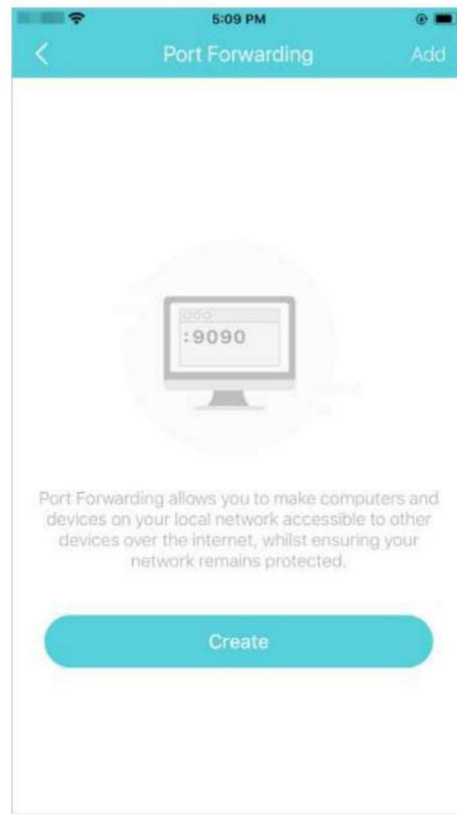 5:09 PM
Port Forwarding
Add
:9090
Port Forwarding allows you to make computers and
devices on your local network accessible to other
devices over the internet, whilst ensuring your
network remains protected.
Create